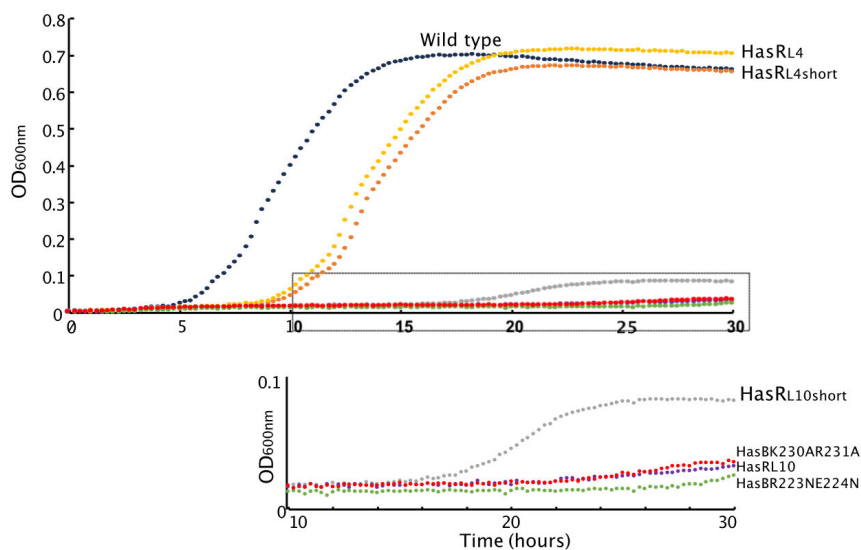 0.8
Wild type
0.7
HasRL4
HasRL4short
0.6
0.5
OD600nm
0.4
0.3
0.2
0.1
0
0 5 10 15 20 25 30
0.1
HasRL10short
OD600nm
HasBK230AR231A
HasRL10
HasBR223NE224N
0
10 20 30
Time (hours)